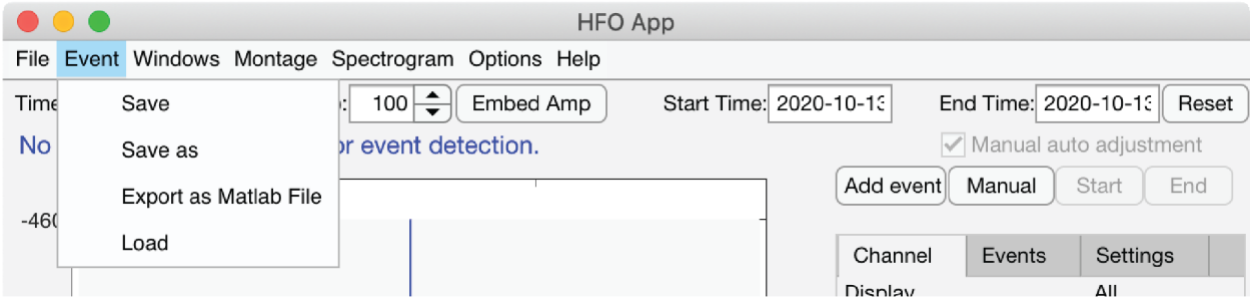 HFO App
File Event Windows Montage Spectrogram Options Help
Time 100 Embed Amp Start Time: 2020-10-13 End Time: 2020-10-13 Reset
Save
No or event detection. Manual auto adjustment
Save as
Add event Manual Start End
Export as Matlab File
-460
Load
Channel Events Settings
Display All